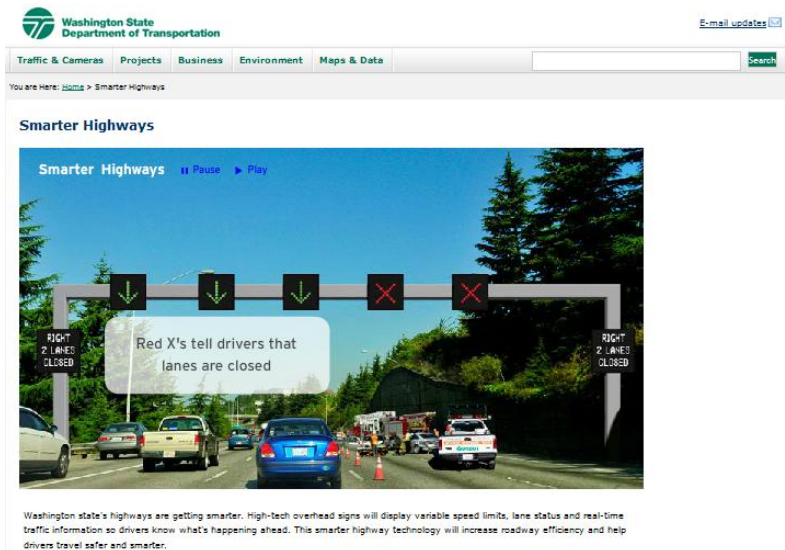 Washington State
Department of Transportation
E-mail updates
Traffic & Cameras Projects Business Environment Maps & Data
Search
You are Here: Home > Smarter Highways
Smarter Highways
Smarter Highways Pause Play
RIGHT
2 LANES
CLOSED
Red X's tell drivers that
lanes are closed
RIGHT
2 LANES
CLOSED
Washington state's highways are getting smarter. High-tech overhead signs will display variable speed limits, lane status and real-time
traffic information so drivers know what's happening ahead. This smarter highway technology will increase roadway efficiency and help
drivers travel safer and smarter.